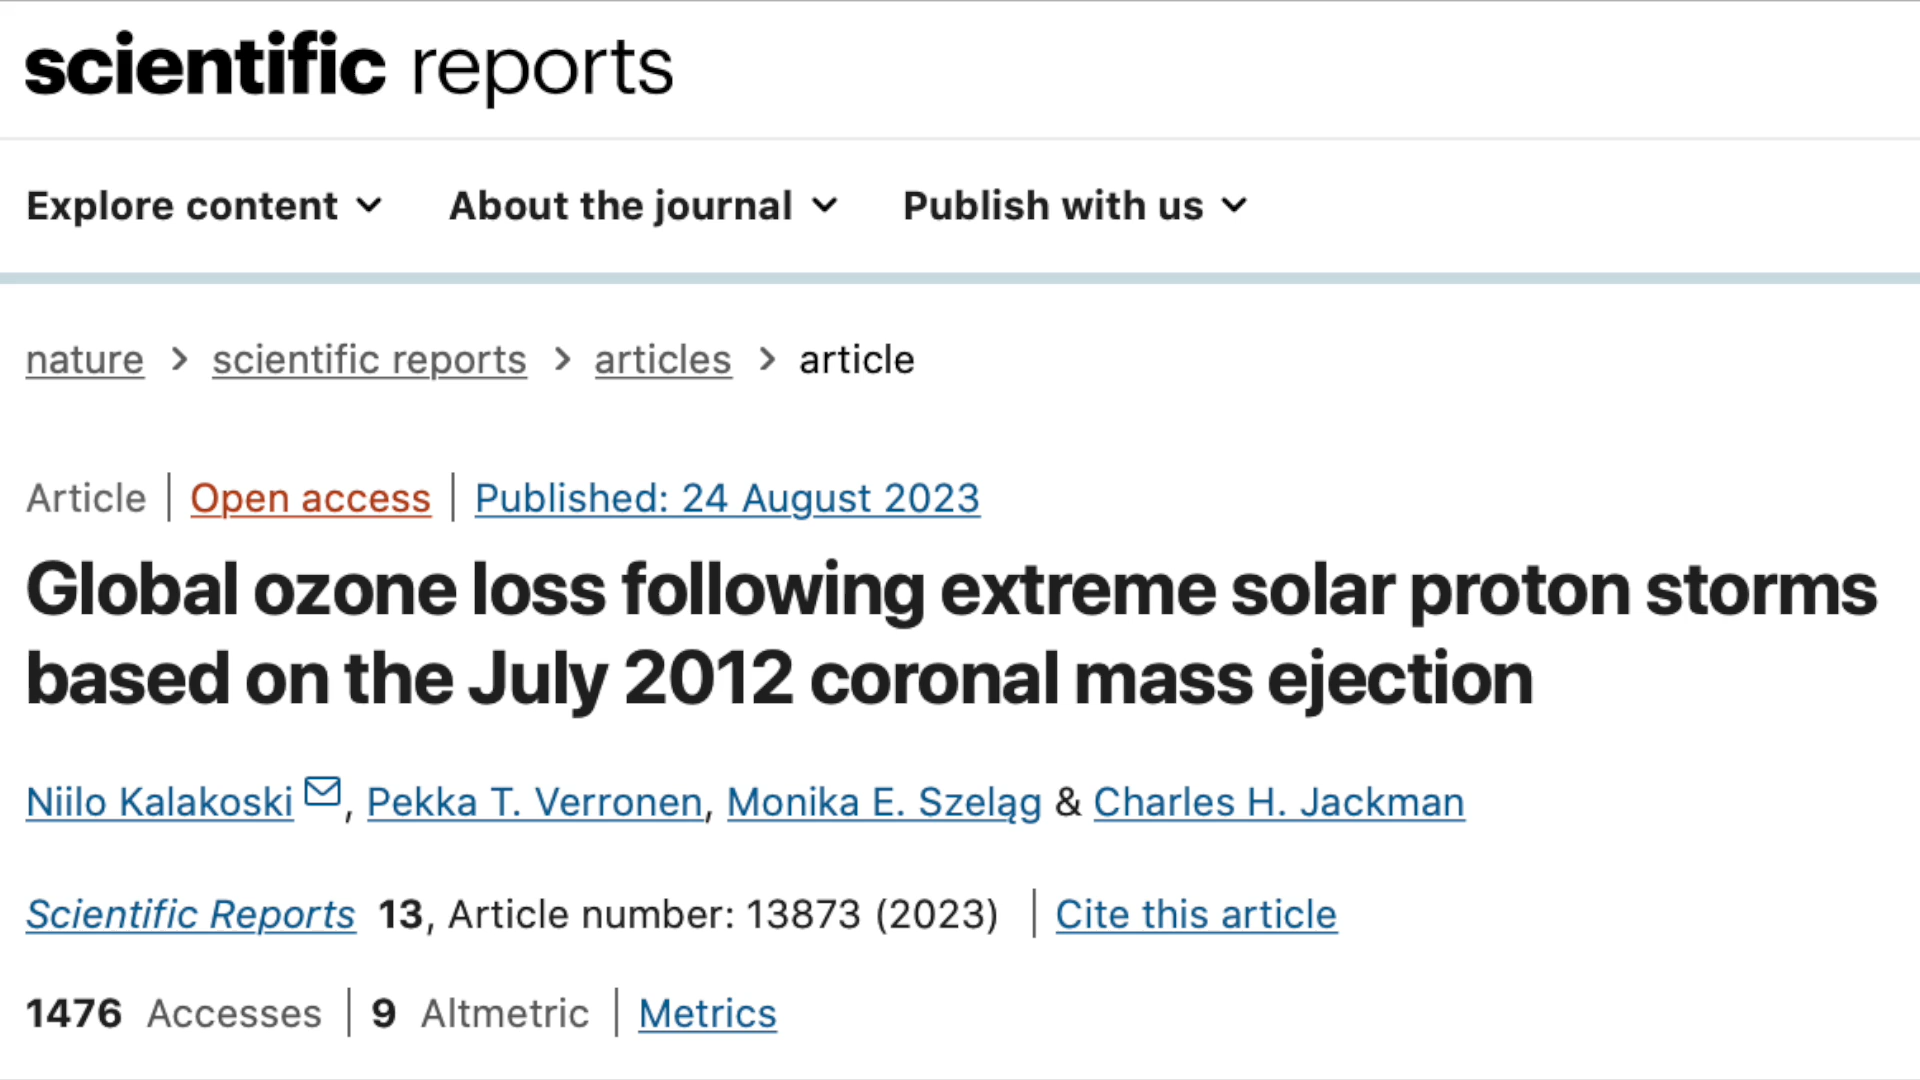 scientific reports
Explore content About the journal Publish with us
nature > scientific reports > articles > article
Article | Open access | Published: 24 August 2023
Global ozone loss following extreme solar proton storms
based on the July 2012 coronal mass ejection
Niilo Kalakoski, Pekka T. Verronen, Monika E. Szeląg & Charles H. Jackman
Scientific Reports 13, Article number: 13873 (2023) | Cite this article
1476 Accesses | 9 Altmetric | Metrics